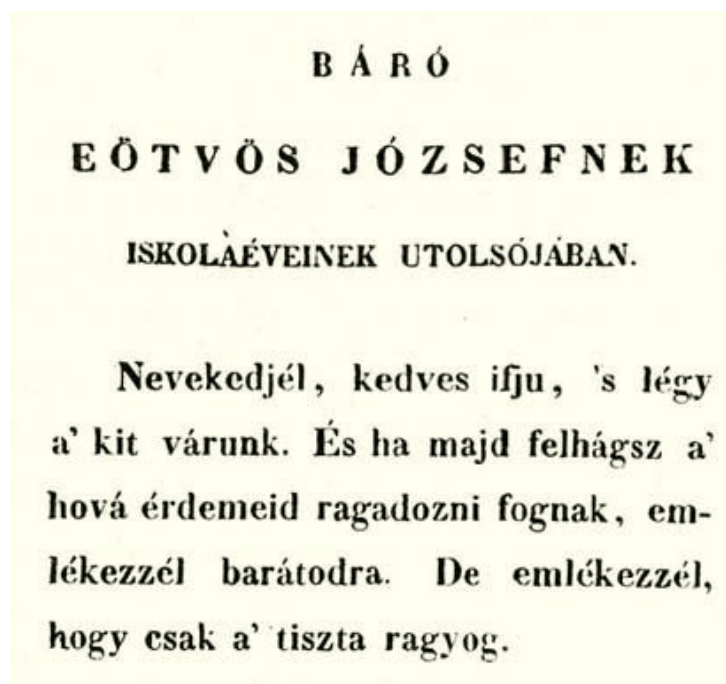 BÁRÓ
EÖTVÖS JÓZSEFNEK
ISKOLÀÉVEINEK UTOLSÓJÁBAN.
Nevekedjél, kedves ifju, 's légy
a' kit várunk. És ha majd felhágsz a'
hová érdemeid ragadozni fognak, em-
lékezzél barátodra. De emlékezzél,
hogy csak a' tiszta ragyog.